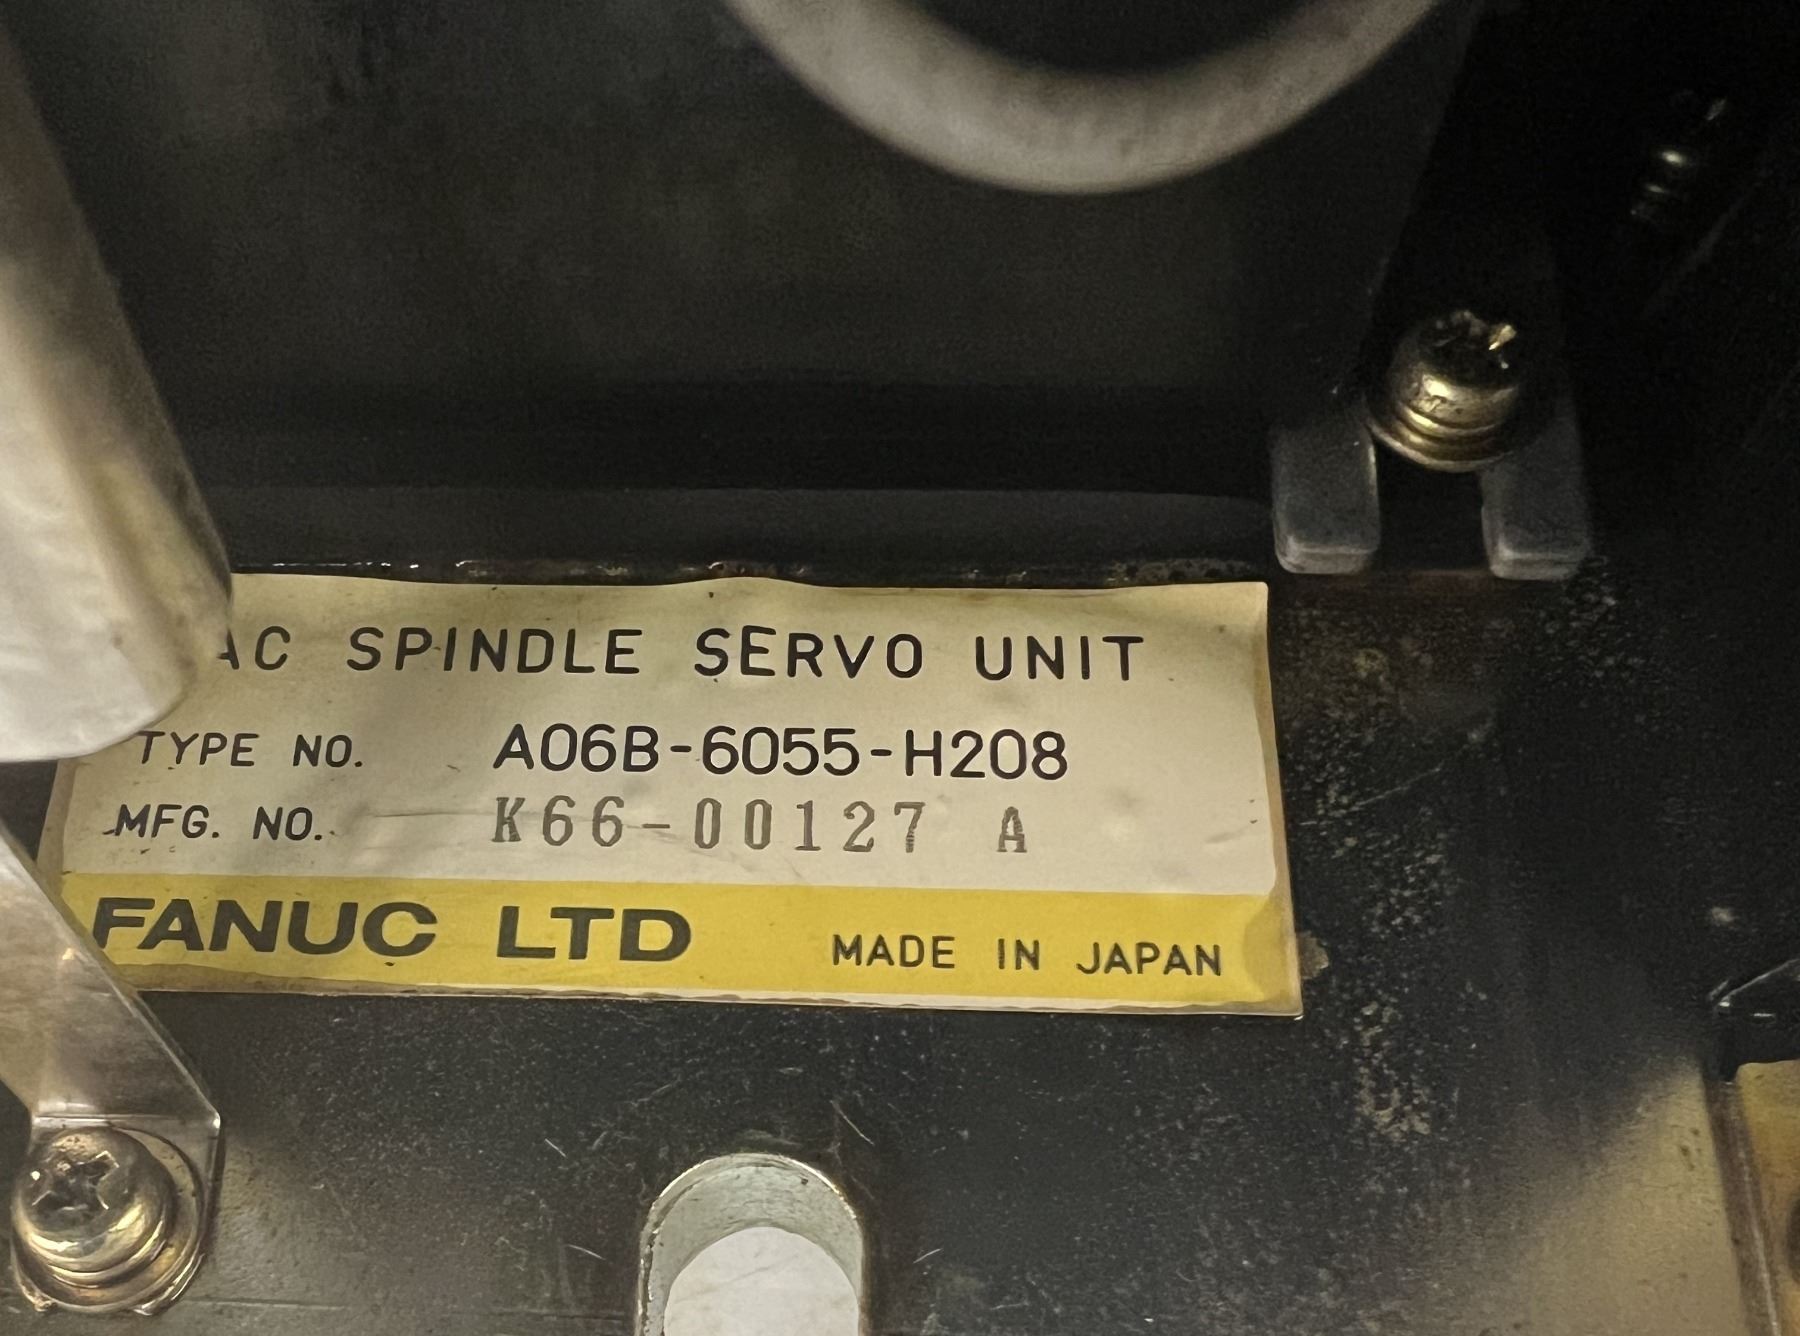 AC SPINDLE SERVO UNIT
TYPE NO. A06B-6055-H208
MFG. NO. K66-00127 A
FANUC LTD MADE IN JAPAN